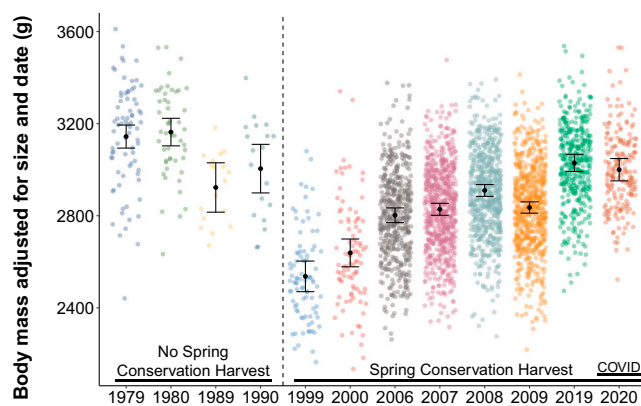 Body mass adjusted for size and date (g)
3600
3200
2800
2400
No Spring
Conservation Harvest
Spring Conservation Harvest
COVID
1979 1980 1989 1990 1999 2000 2006 2007 2008 2009 2019 2020